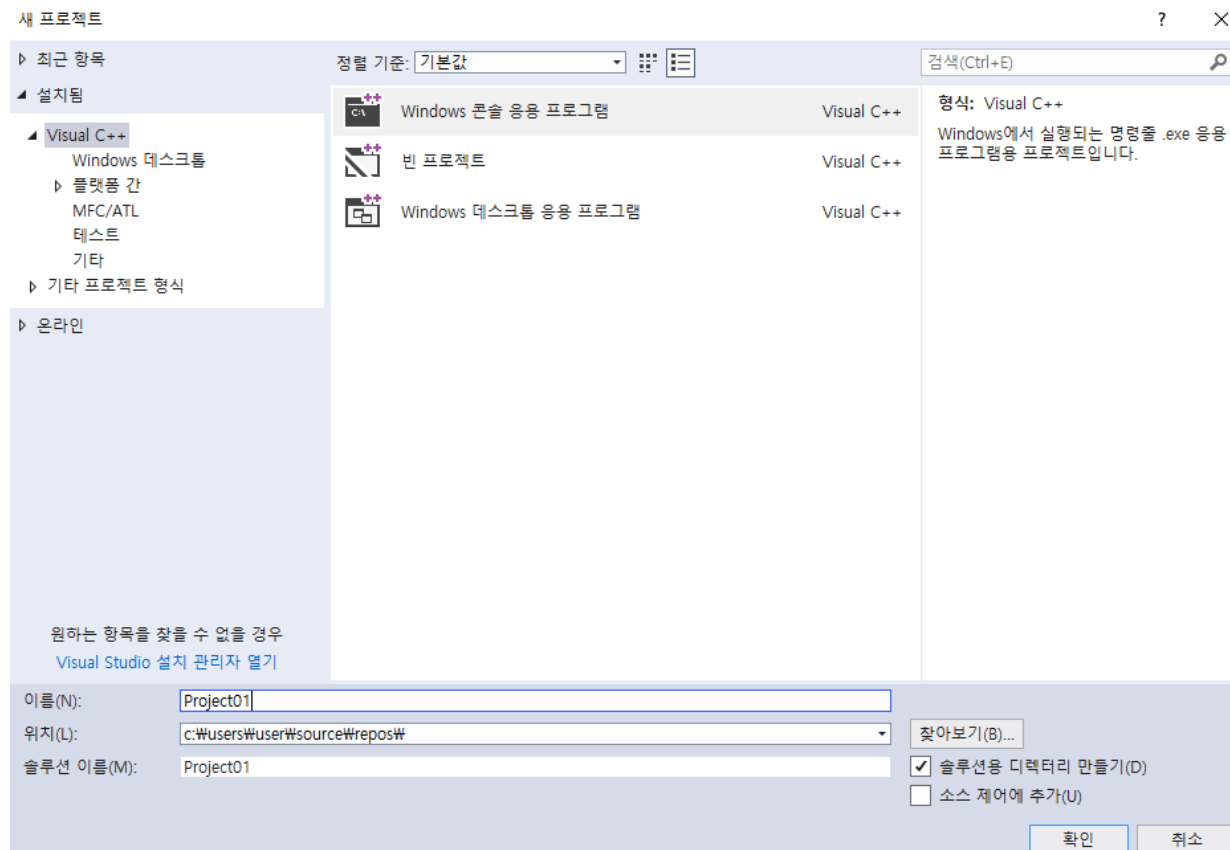 새 프로젝트
?
최근 항목
설치됨
Visual C++
Windows 데스크톱
플랫폼 간
MFC/ATL
테스트
기타
기타 프로젝트 형식
온라인
원하는 항목을 찾을 수 없을 경우
Visual Studio 설치 관리자 열기
정렬 기준: 기본값
Windows 콘솔 응용 프로그램 Visual C++
빈 프로젝트 Visual C++
Windows 데스크톱 응용 프로그램 Visual C++
검색(Ctrl+E)
형식: Visual C++
Windows에서 실행되는 명령줄 .exe 응용
프로그램용 프로젝트입니다.
이름(N): Project01
위치(L): c:₩users₩user₩source₩repos₩ 찾아보기(B)...
솔루션 이름(M): Project01 솔루션용 디렉터리 만들기(D)
소스 제어에 추가(U)
확인 취소